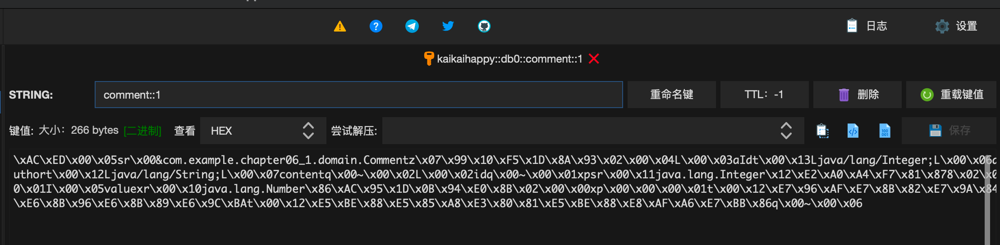 日志
设置
kaikaihappy::db0::comment::1
STRING:
comment::1
重命名键
TTL: -1
删除
重载键值
键值: 大小: 266 bytes [二进制]
查看
HEX
尝试解压:
保存
\xAC\xED\x00\x05sr\x00&com.example.chapter06_1.domain.Commentz\x07\x99\x10\xF5\x1D\x8A\x93\x02\x00\x04L\x00\x03aIdt\x00\x13Ljava/lang/Integer;L\x00\x06a
uthort\x00\x12Ljava/lang/String;L\x00\x07contentq\x00~\x00\x02L\x00\x02idq\x00~\x00\x01xpsr\x00\x11java.lang.Integer\x12\xE2\xA0\xA4\xF7\x81\x878\x02\x0
0\x01I\x00\x05valuexr\x00\x10java.lang.Number\x86\xAC\x95\x1D\x0B\x94\xE0\x8B\x02\x00\x00xp\x00\x00\x00\x01t\x00\x12\xE7\x96\xAF\xE7\x8B\x82\xE7\x9A\x84
\xE6\x8B\x96\xE6\x8B\x89\xE6\x9C\xBAt\x00\x12\xE5\xBE\x88\xE5\x85\xA8\xE3\x80\x81\xE5\xBE\x88\xE8\xAF\xA6\xE7\xBB\x86q\x00~\x00\x06